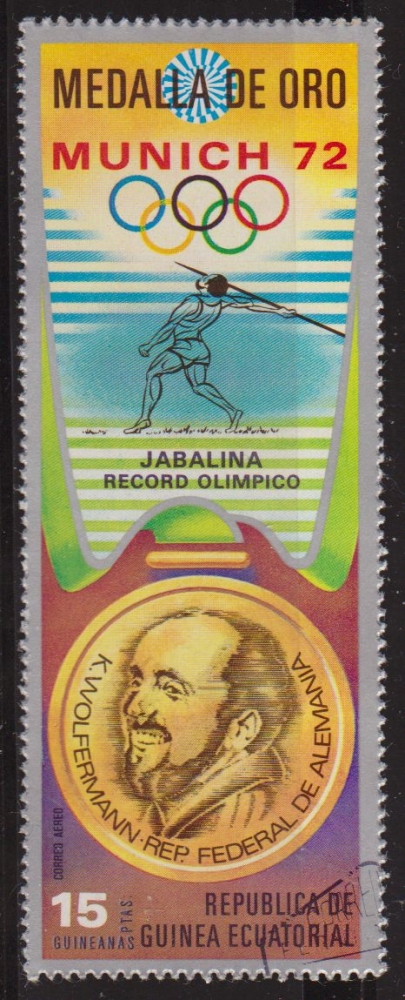 MEDALLA DE ORO
MUNICH 72
JABALINA
RECORD OLIMPICO
K. WOLFERMANN·REP. FEDERAL DE ALEMANIA
CORREO AEREO
15 PTAS.
GUINEANAS
REPUBLICA DE
GUINEA ECUATORIAL